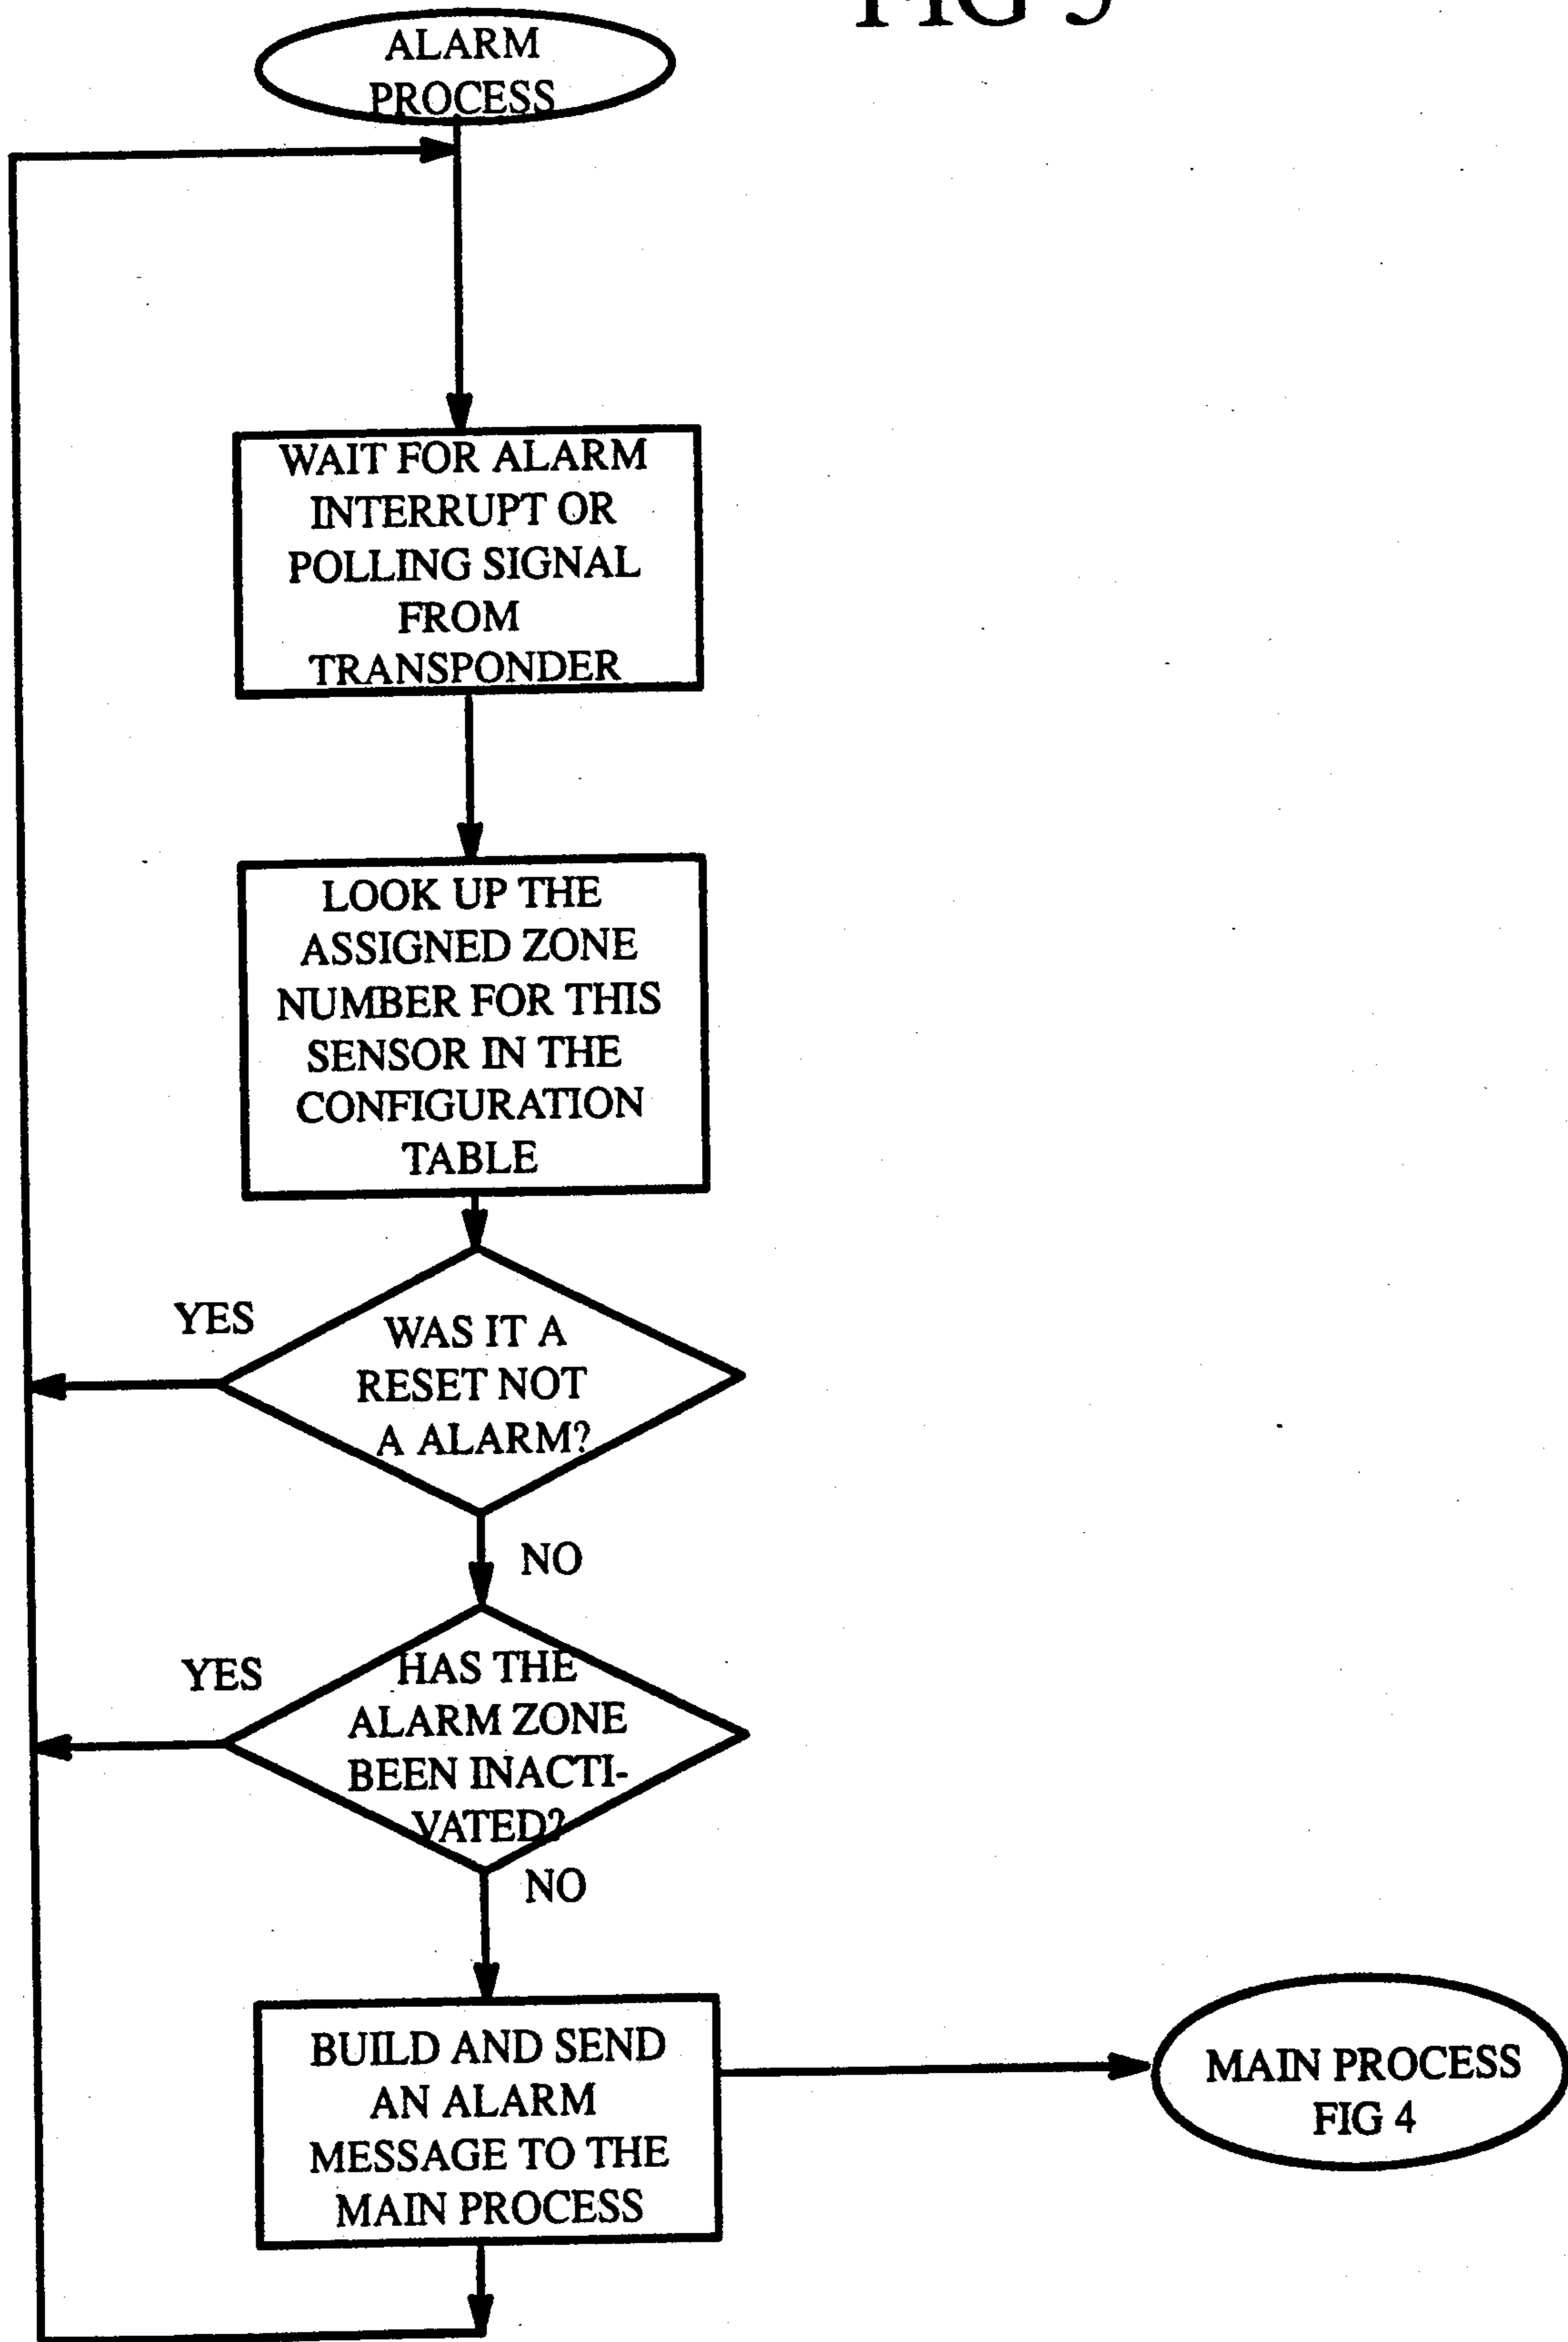 FIG 5
ALARM
PROCESS
WAIT FOR ALARM
INTERRUPT OR
POLLING SIGNAL
FROM
TRANSPONDER
LOOK UP THE
ASSIGNED ZONE
NUMBER FOR THIS
SENSOR IN THE
CONFIGURATION
TABLE
YES
WAS IT A
RESET NOT
A ALARM?
NO
YES
HAS THE
ALARM ZONE
BEEN INACTI-
VATED?
NO
BUILD AND SEND
AN ALARM
MESSAGE TO THE
MAIN PROCESS
MAIN PROCESS
FIG 4